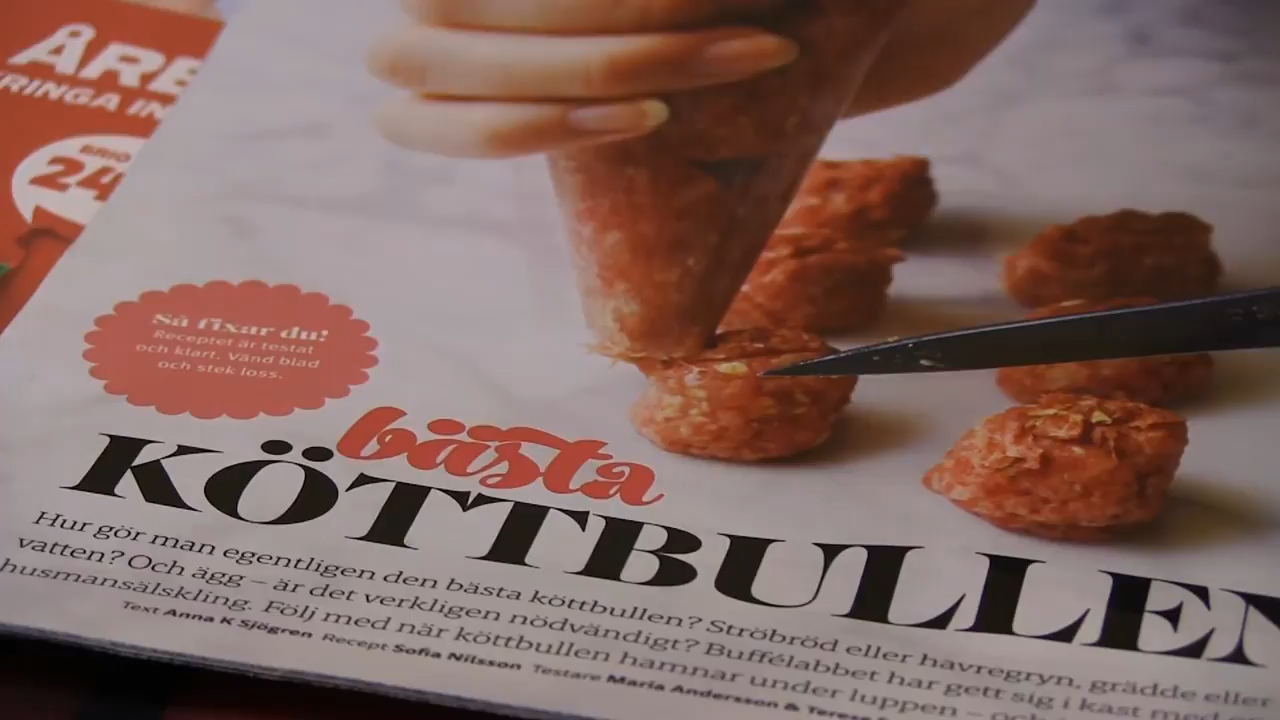 ÅRE
RINGA IN
BRIO
24
Så fixar du!
Receptet är testat
och klart. Vänd blad
och stek loss.
bästa
KÖTTBULLEN
Hur gör man egentligen den bästa köttbullen? Ströbröd eller havregryn, grädde eller
vatten? Och ägg – är det verkligen nödvändigt? Buffélabbet har gett sig i kast med
husmansälskling. Följ med när köttbullen hamnar under luppen –
Text Anna K Sjögren Recept Sofia Nilsson Testare Maria Andersson & Terese